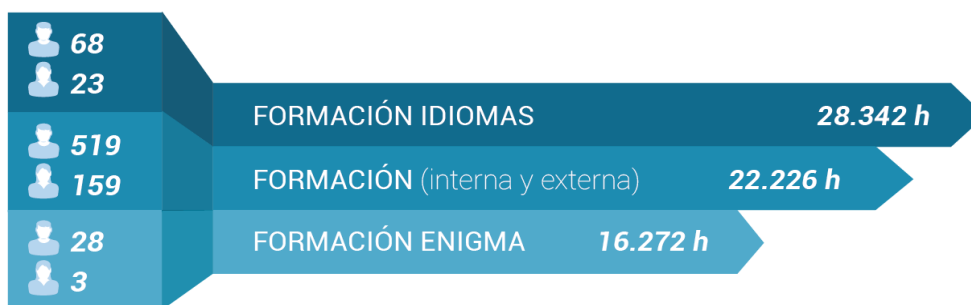 68
23
FORMACIÓN IDIOMAS 28.342 h
519
159
FORMACIÓN (interna y externa) 22.226 h
28
3
FORMACIÓN ENIGMA 16.272 h